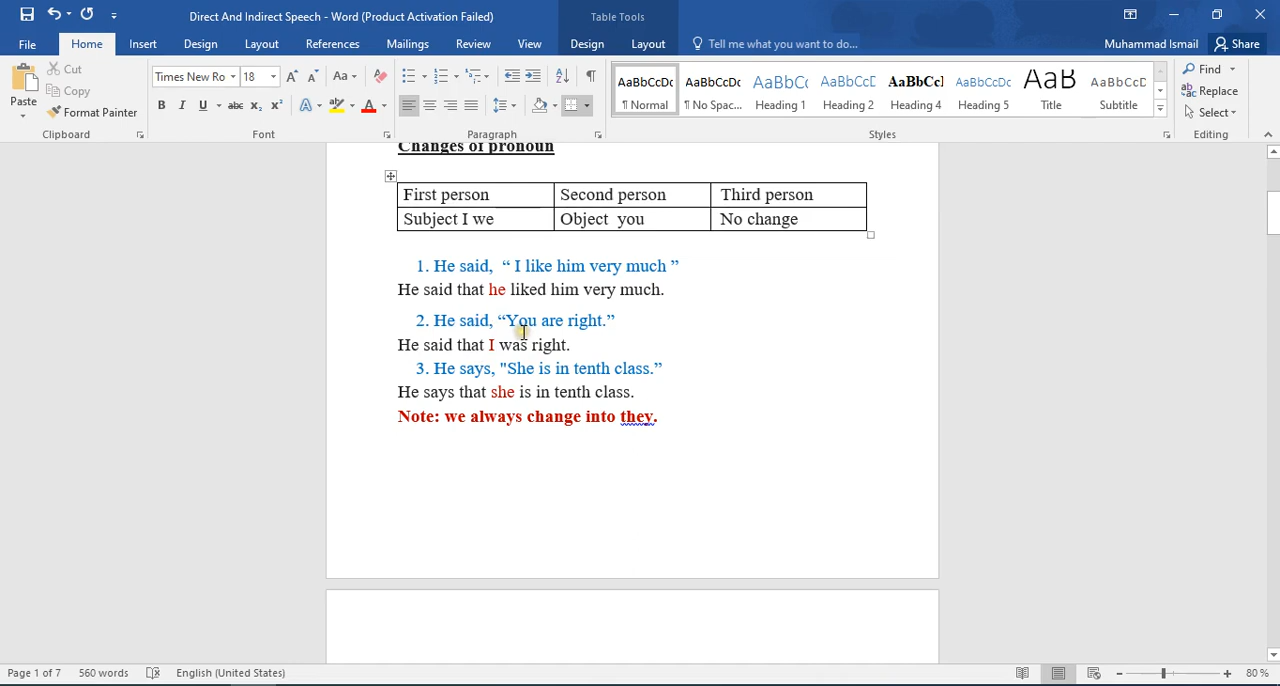 Direct And Indirect Speech - Word (Product Activation Failed)
Table Tools
File Home Insert Design Layout References Mailings Review View Design Layout Tell me what you want to do... Muhammad Ismail Share
Paste
Cut
Copy
Format Painter
Clipboard
Times New Ro 18
Aa
B I U abc X₂ X² A A
Font
Paragraph
AaBbCcDc AaBbCcDc AaBbC( AaBbCcE AaBbCcI AaBbCcDc AaB AaBbCcD
¶ Normal ¶ No Spac... Heading 1 Heading 2 Heading 4 Heading 5 Title Subtitle
Styles
Find
Replace
Select
Editing
Changes of pronoun
First person Second person Third person
Subject I we Object you No change
1. He said, “ I like him very much ”
He said that he liked him very much.
2. He said, “You are right.”
He said that I was right.
3. He says, "She is in tenth class.”
He says that she is in tenth class.
Note: we always change into they.
Page 1 of 7 560 words English (United States) 80%